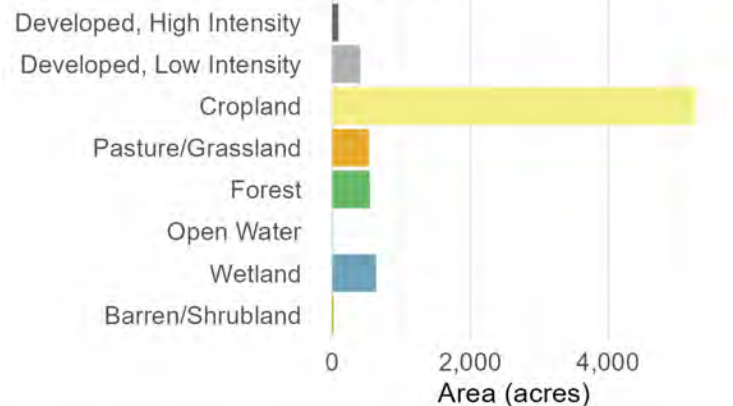 Developed, High Intensity
Developed, Low Intensity
Cropland
Pasture/Grassland
Forest
Open Water
Wetland
Barren/Shrubland
0 2,000 4,000
Area (acres)